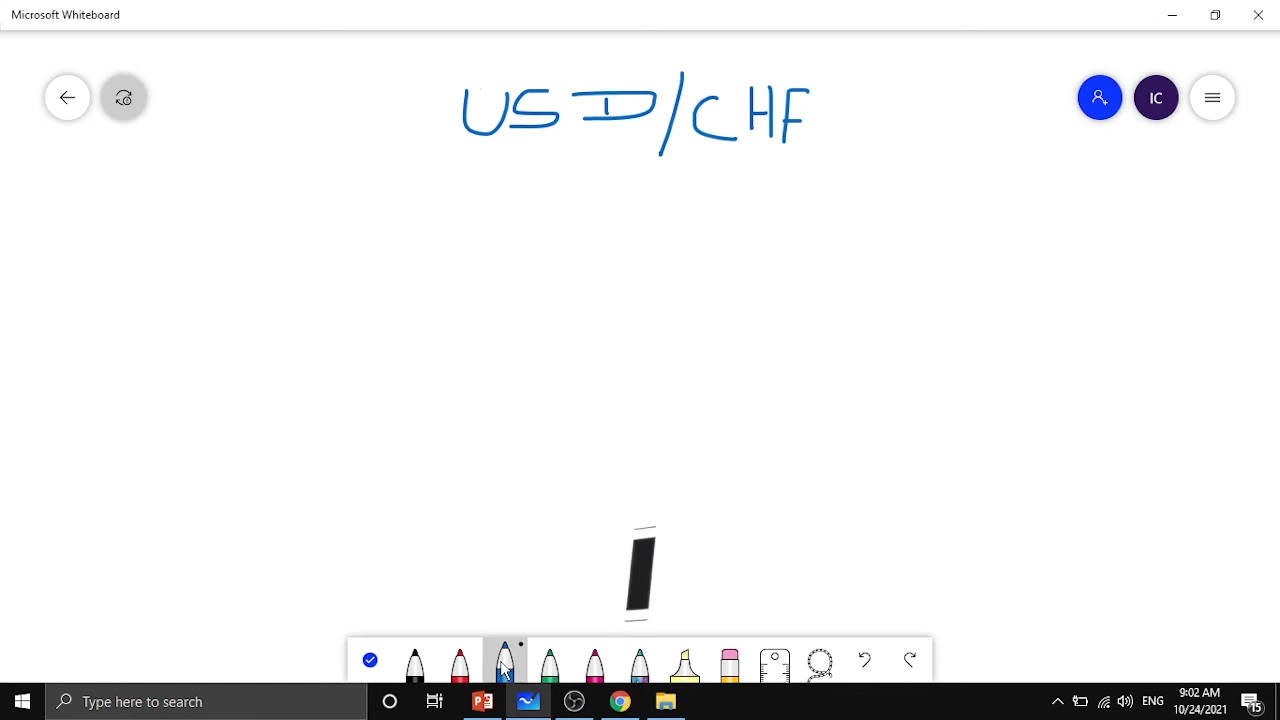 Microsoft Whiteboard
USD/CHF
IC
I
Type here to search
ENG
9:02 AM
10/24/2021
15